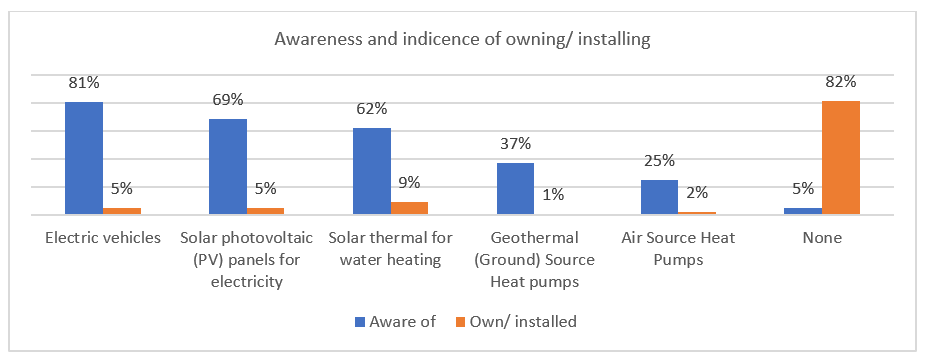 Awareness and indicence of owning/ installing
81%
5%
69%
5%
62%
9%
37%
1%
25%
2%
5%
82%
Electric vehicles
Solar photovoltaic
(PV) panels for
electricity
Solar thermal for
water heating
Geothermal
(Ground) Source
Heat pumps
Air Source Heat
Pumps
None
Aware of
Own/ installed